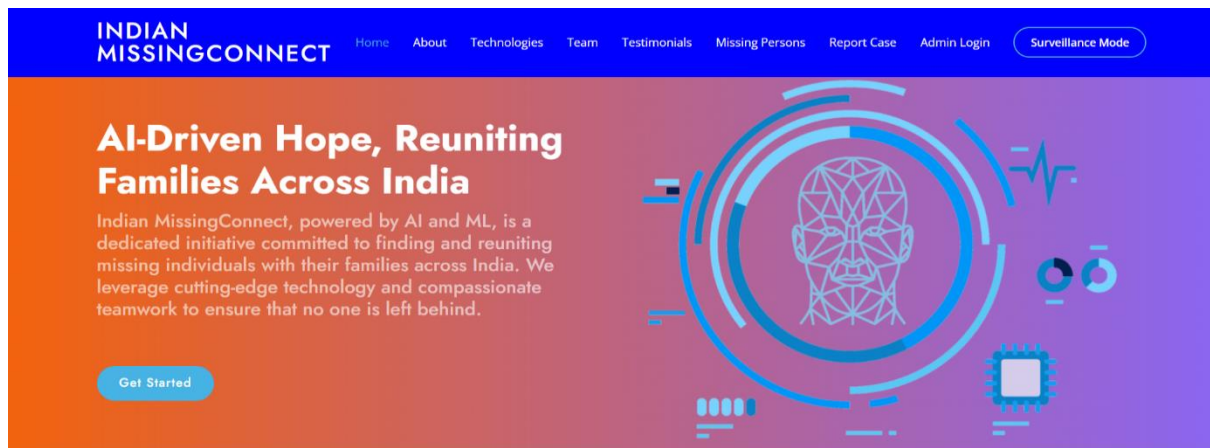 INDIAN
MISSINGCONNECT
Home About Technologies Team Testimonials Missing Persons Report Case Admin Login Surveillance Mode
AI-Driven Hope, Reuniting
Families Across India
Indian MissingConnect, powered by AI and ML, is a
dedicated initiative committed to finding and reuniting
missing individuals with their families across India. We
leverage cutting-edge technology and compassionate
teamwork to ensure that no one is left behind.
Get Started